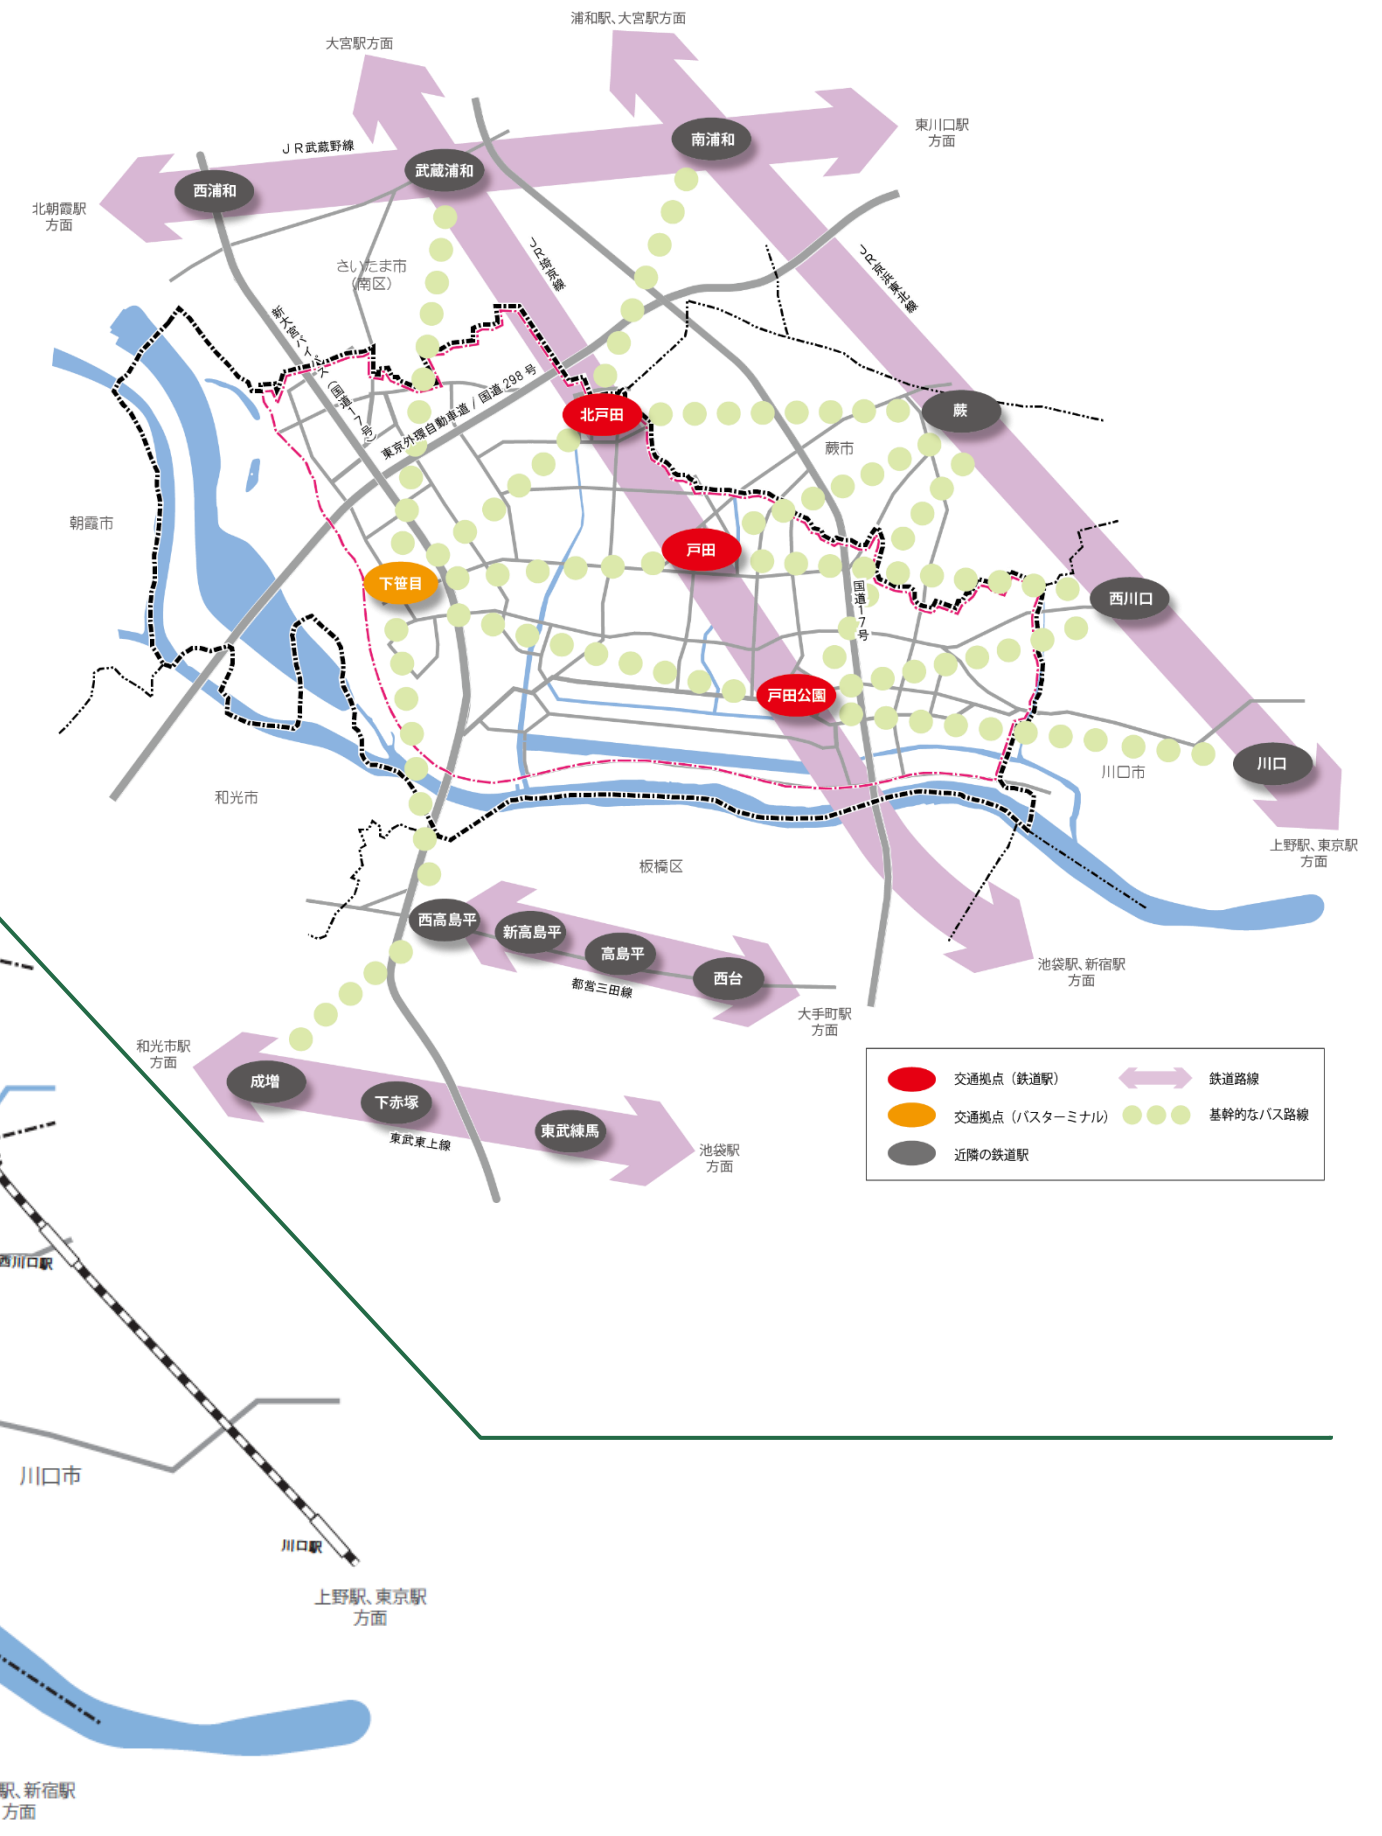 浦和駅、大宮駅方面
大宮駅方面
東川口駅
方面
南浦和
JR武蔵野線
武蔵浦和
西浦和
北朝霞駅
方面
さいたま市
(南区)
JR埼京線
JR京浜東北線
新大宮バイパス(国道17号)
東京外環自動車道/国道298号
北戸田
蕨
蕨市
朝霞市
戸田
下笹目
国道17号
西川口
戸田公園
川口
川口市
和光市
上野駅、東京駅
方面
板橋区
西高島平
新高島平
高島平
西台
都営三田線
池袋駅、新宿駅
方面
大手町駅
方面
和光市駅
方面
成増
下赤塚
東武練馬
東武東上線
池袋駅
方面
交通拠点(鉄道駅)
鉄道路線
交通拠点(バスターミナル)
基幹的なバス路線
近隣の鉄道駅
西川口駅
川口市
川口駅
上野駅、東京駅
方面
駅、新宿駅
方面